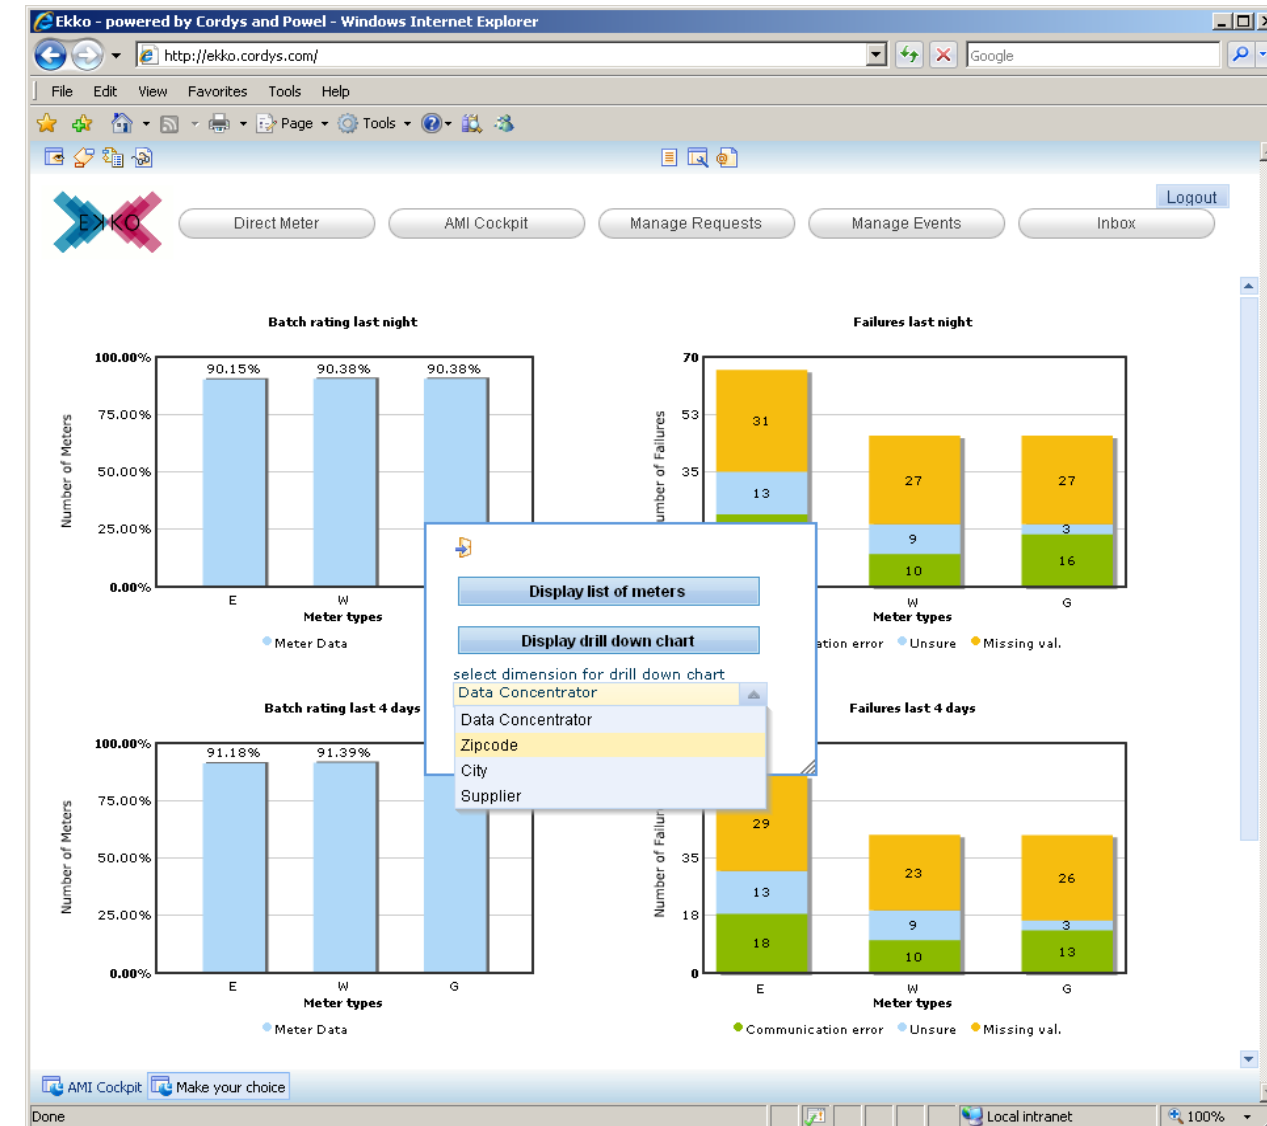 Ekko - powered by Cordys and Powel - Windows Internet Explorer
http://ekko.cordys.com/
Google
File Edit View Favorites Tools Help
Page Tools
Logout
EKKO
Direct Meter AMI Cockpit Manage Requests Manage Events Inbox
Batch rating last night
100.00%
75.00%
50.00%
25.00%
0.00%
Number of Meters
90.15% 90.38% 90.38%
E W
Meter types
Meter Data
Failures last night
70
53
35
umber of Failures
31
13
27
9
10
27
3
16
W G
Meter types
ation error Unsure Missing val.
Display list of meters
Display drill down chart
select dimension for drill down chart
Data Concentrator
Data Concentrator
Zipcode
City
Supplier
Batch rating last 4 days
100.00%
75.00%
50.00%
25.00%
0.00%
Number of Meters
91.18% 91.39%
E W G
Meter types
Meter Data
Failures last 4 days
35
18
0
Number of Failur
29
13
18
23
9
10
26
3
13
E W G
Meter types
Communication error Unsure Missing val.
AMI Cockpit Make your choice
Done Local intranet 100%